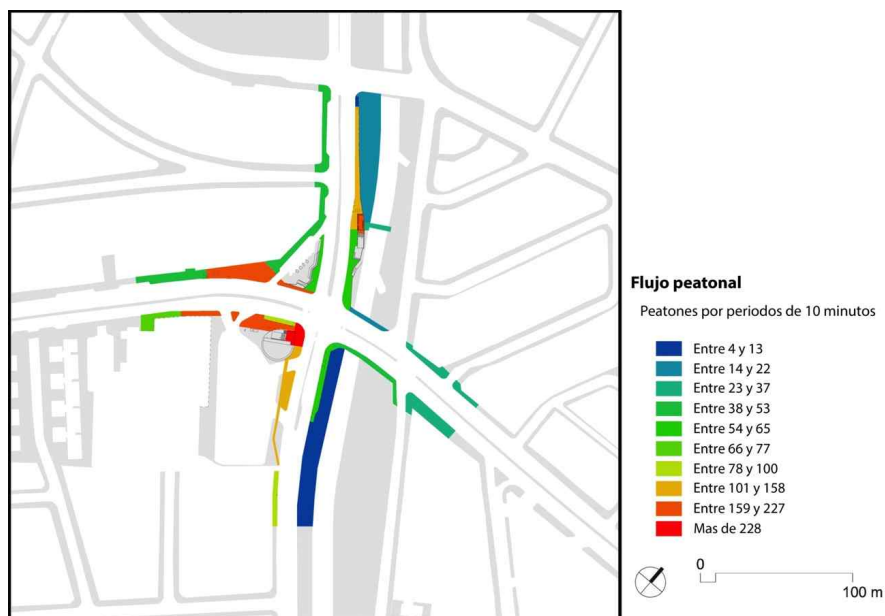 Flujo peatonal
Peatones por periodos de 10 minutos
Entre 4 y 13
Entre 14 y 22
Entre 23 y 37
Entre 38 y 53
Entre 54 y 65
Entre 66 y 77
Entre 78 y 100
Entre 101 y 158
Entre 159 y 227
Mas de 228
0
100 m